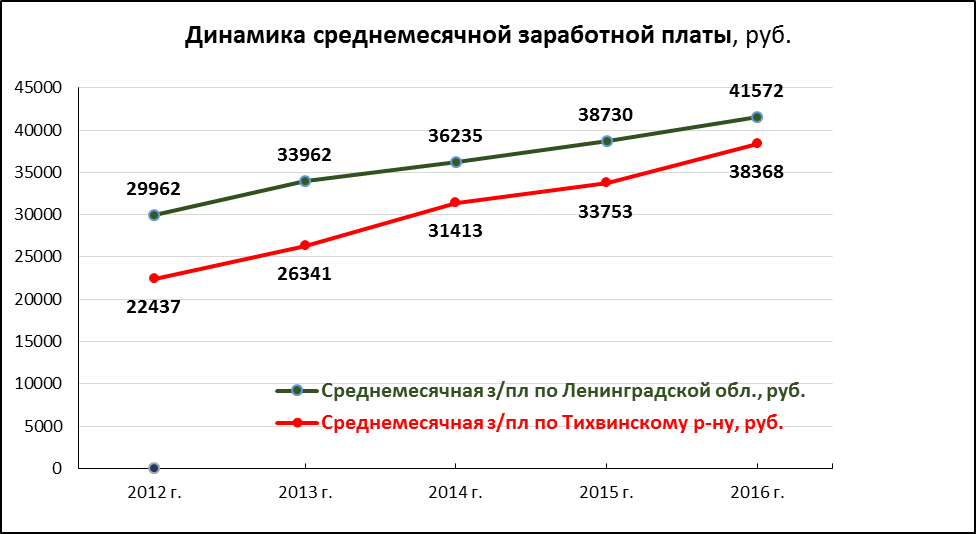 Динамика среднемесячной заработной платы, руб.
45000
40000
35000
30000
25000
20000
15000
10000
5000
0
29962
33962
36235
38730
41572
22437
26341
31413
33753
38368
Среднемесячная з/пл по Ленинградской обл., руб.
Среднемесячная з/пл по Тихвинскому р-ну, руб.
2012 г.
2013 г.
2014 г.
2015 г.
2016 г.